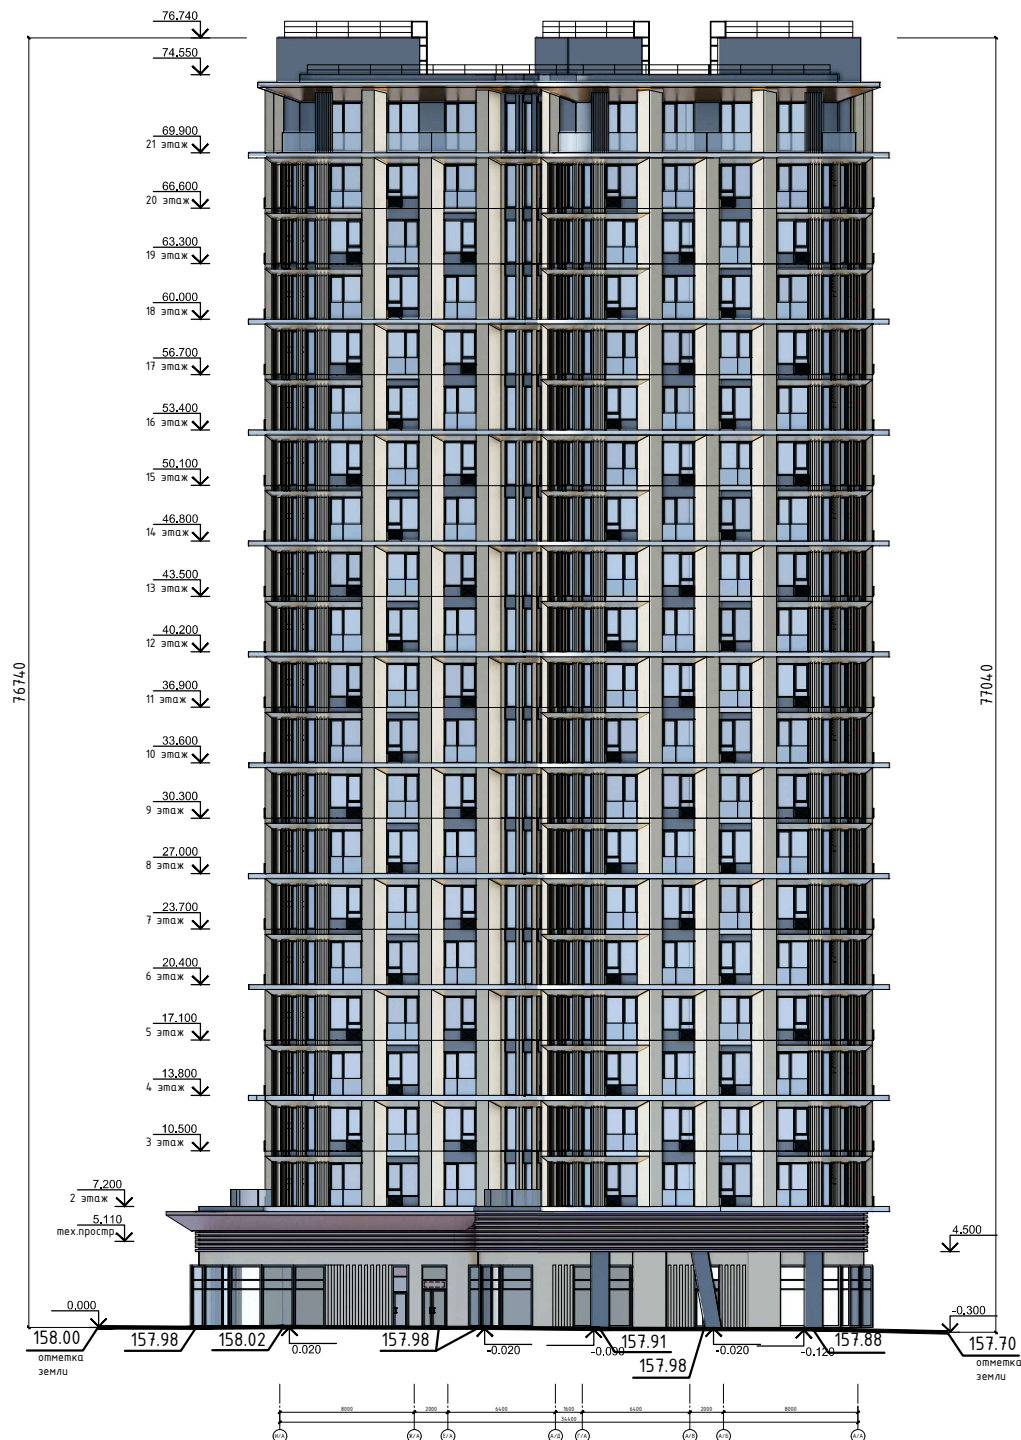 76.740
74.550
69.900
21 этаж
66,600
20 этаж
63,300
19 этаж
60.000
18 этаж
56.700
17 этаж
53.400
16 этаж
50,100
15 этаж
46.800
14 этаж
43.500
13 этаж
40.200
12 этаж
36,900
11 этаж
33.600
10 этаж
30.300
9 этаж
27.000
8 этаж
23.700
7 этаж
20,400
6 этаж
17.100
5 этаж
13,800
4 этаж
10.500
3 этаж
7.200
2 этаж
5,110
тех.простр.
0,000
76740
77040
4.500
-0.300
158.00
отметка
земли
157.98
158.02
0.020
157.98
-0.020
-0.090
157.91
157.98
-0.020
-0.120
157.88
157.70
отметка
земли
8000 2000 6400 1600 6400 2000 8000
34400
И/А Ж/А Е/А А/Д Г/А А/В А/Б А/А